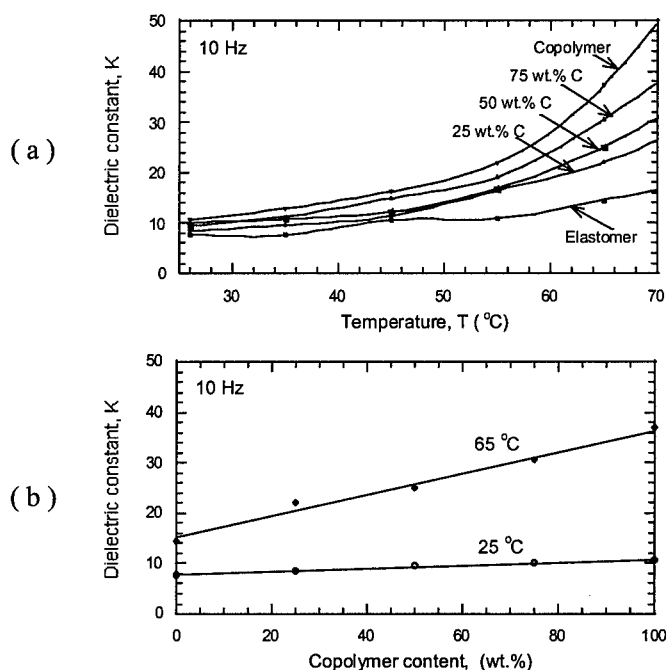 ( a )
10 Hz
Dielectric constant, K
50
40
30
20
10
0
Copolymer
75 wt.% C
50 wt.% C
25 wt.% C
Elastomer
30 40 50 60 70
Temperature, T ( °C)
( b )
10 Hz
Dielectric constant, K
50
40
30
20
10
0
65 °C
25 °C
0 20 40 60 80 100
Copolymer content, (wt.%)